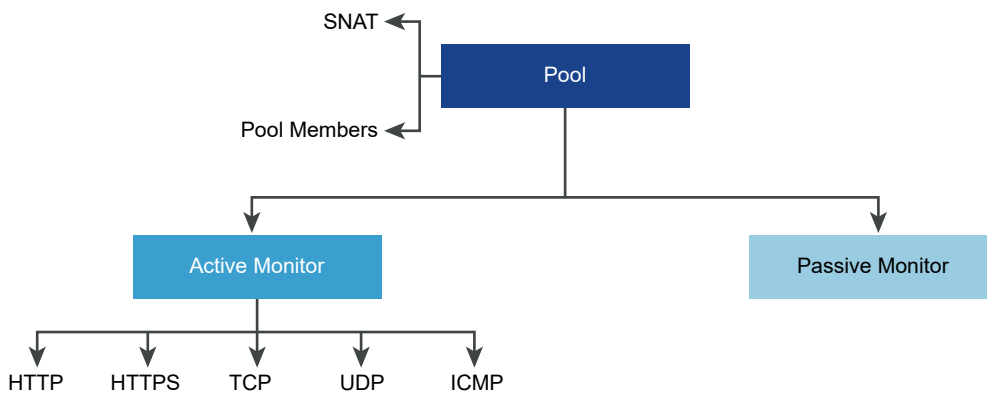 SNAT
Pool
Pool Members
Active Monitor
Passive Monitor
HTTP
HTTPS
TCP
UDP
ICMP